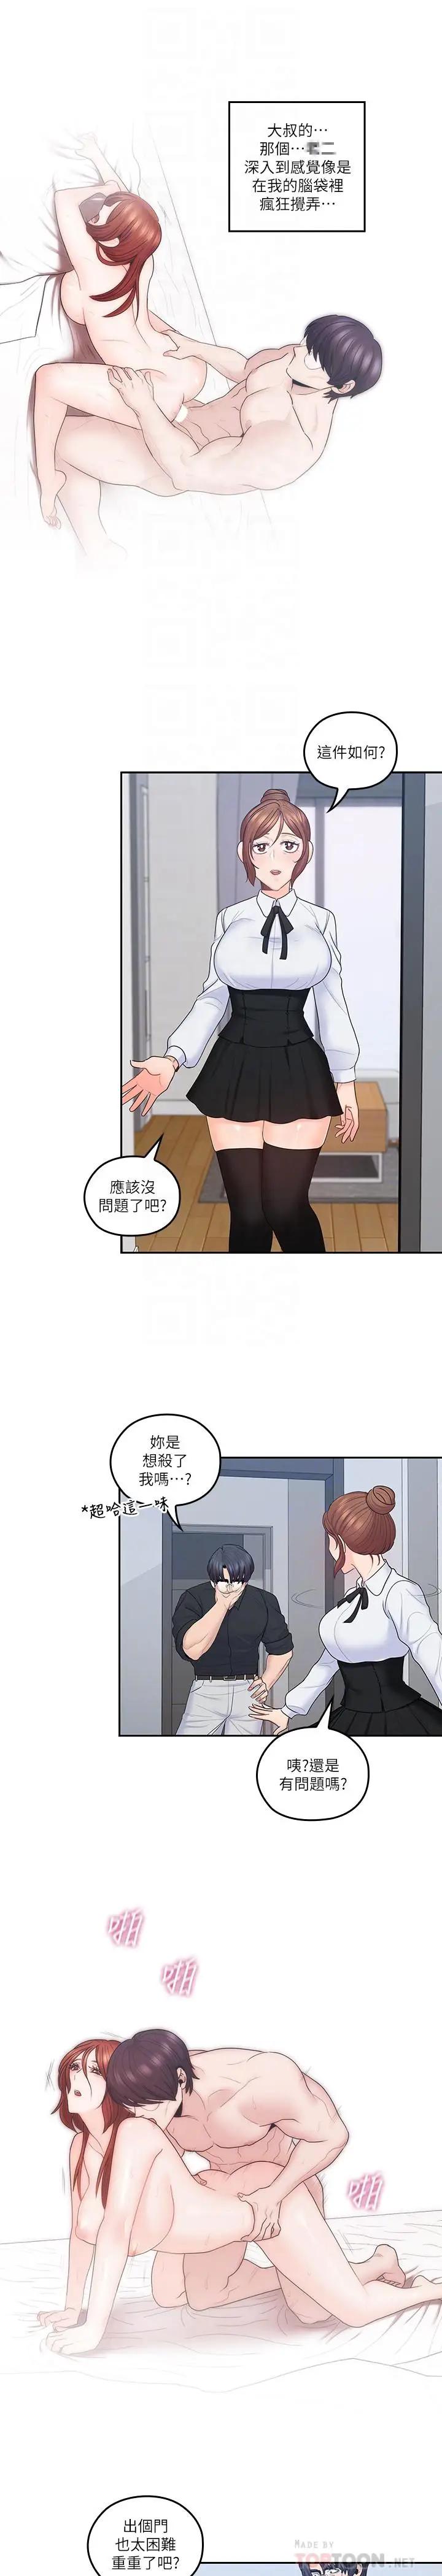 大叔的…
那個…
深入到感覺像是
在我的腦袋裡
瘋狂攪弄…
這件如何?
應該沒
問題了吧?
妳是
想殺了
我嗎…?
*超哈這一味
咦?還是
有問題嗎?
啪
啪
啪
出個門
也太困難
重重了吧?
MADE BY
TOPTOON.NET